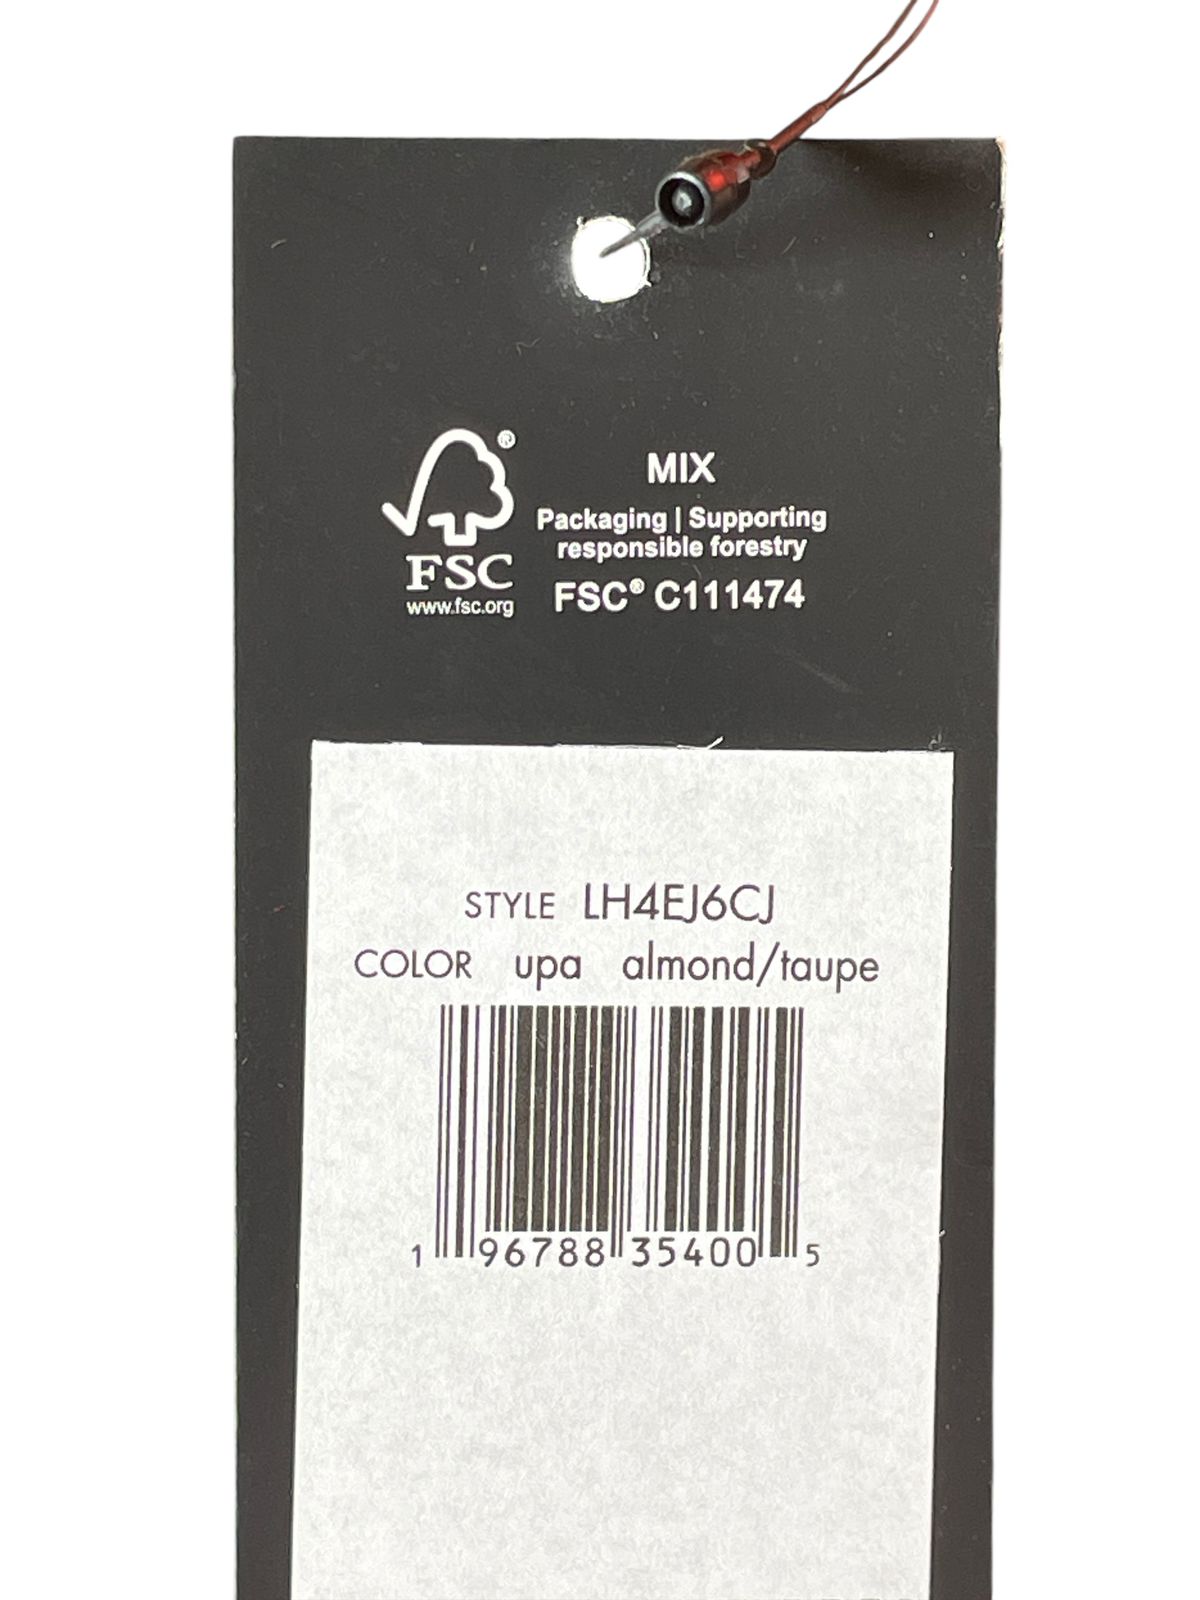 MIX
Packaging | Supporting
responsible forestry
FSC® C111474
®
FSC
www.fsc.org
STYLE LH4EJ6CJ
COLOR upa almond/taupe
1 96788 35400 5